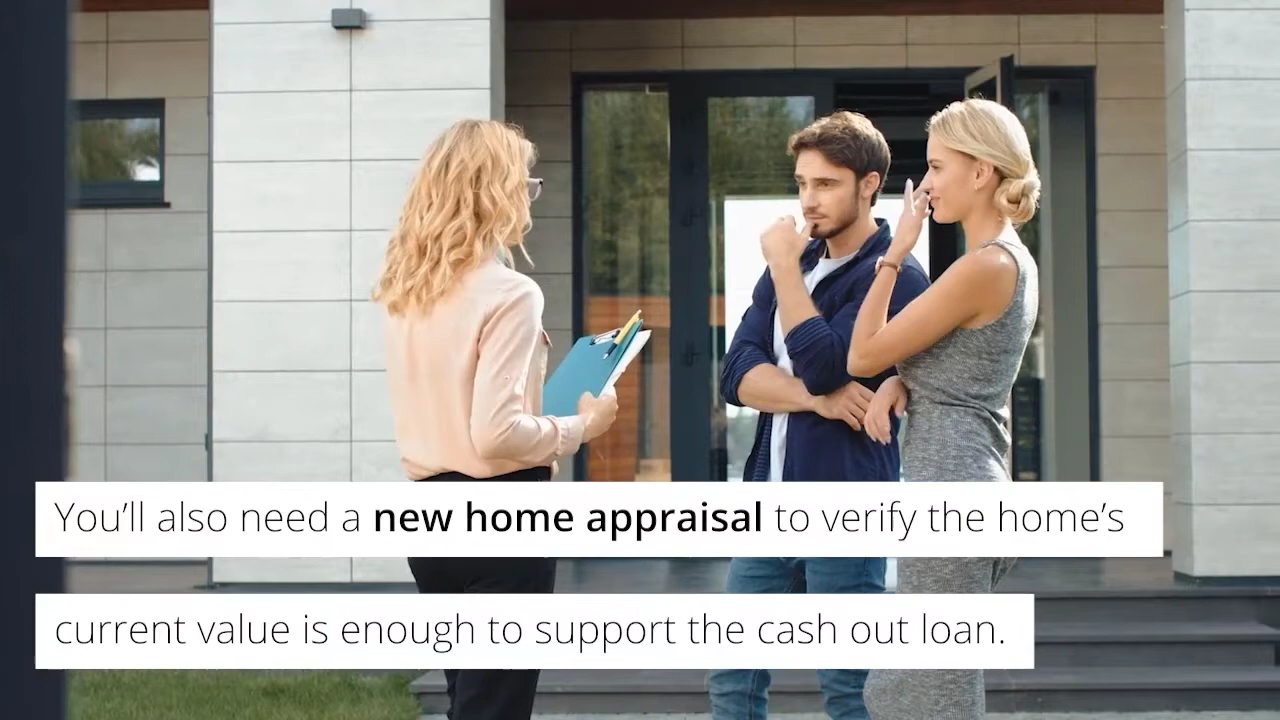 You’ll also need a new home appraisal to verify the home’s
current value is enough to support the cash out loan.